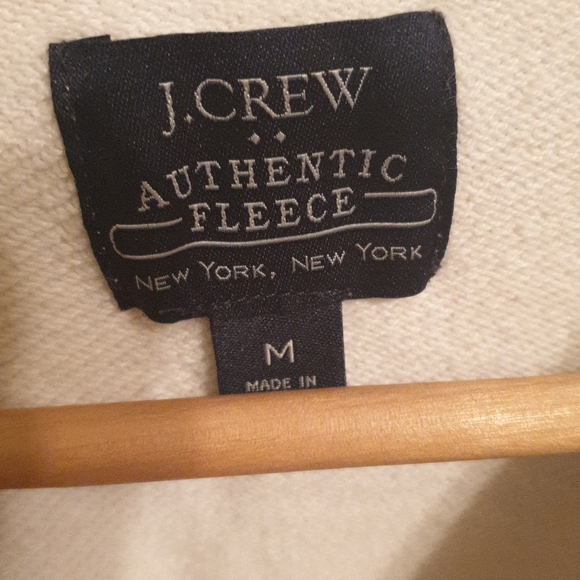 J.CREW
AUTHENTIC
FLEECE
NEW YORK, NEW YORK
M
MADE IN